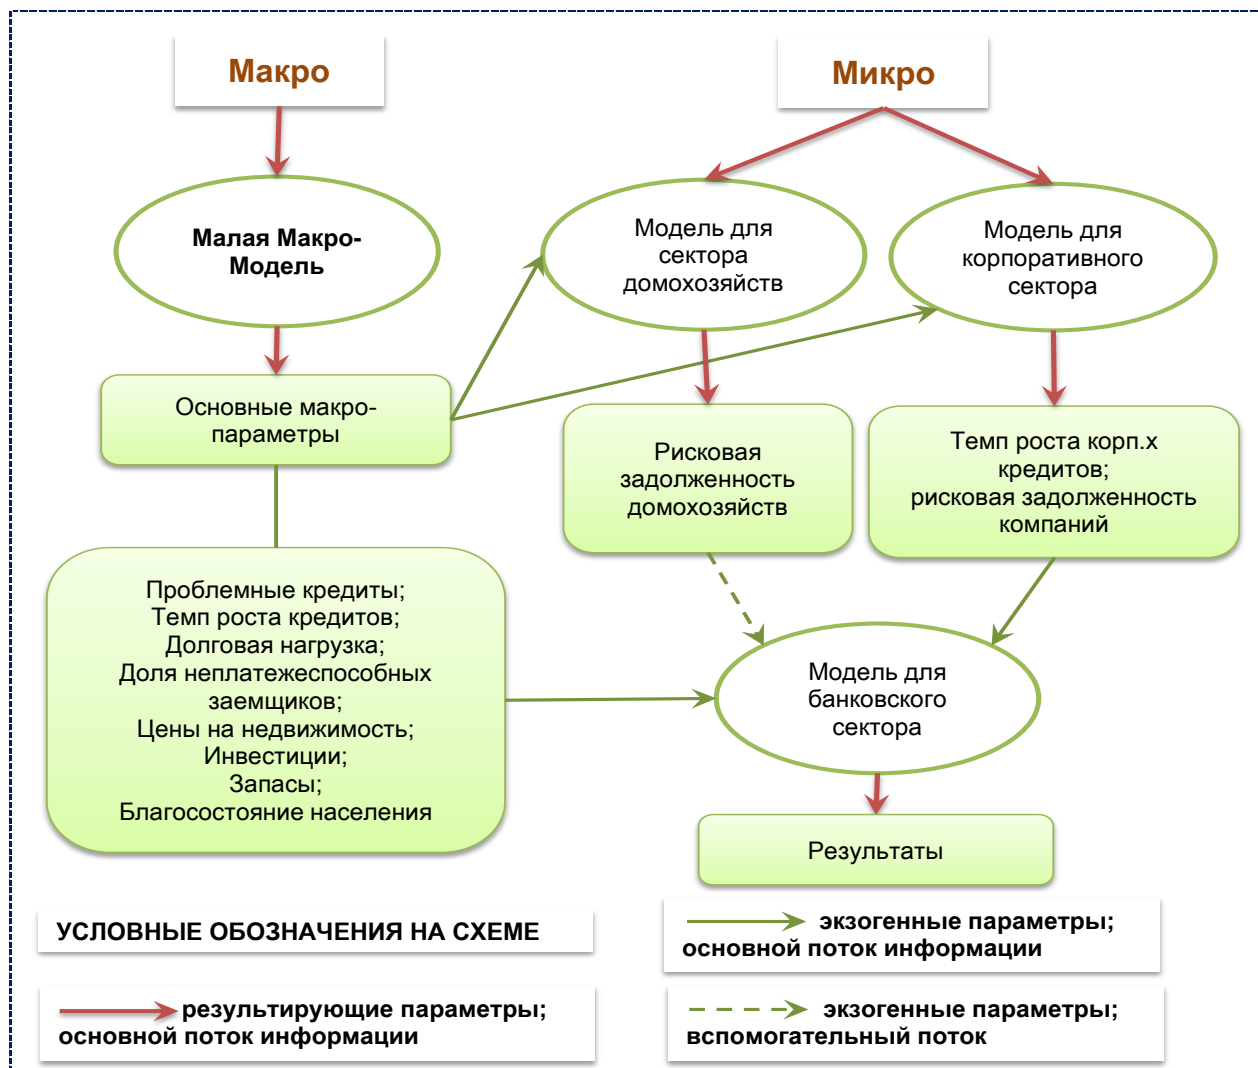 Макро
Микро
Малая Макро-
Модель
Модель для
сектора
домохозяйств
Модель для
корпоративного
сектора
Основные макро-
параметры
Рисковая
задолженность
домохозяйств
Темп роста корп.х
кредитов;
рисковая задолженность
компаний
Проблемные кредиты;
Темп роста кредитов;
Долговая нагрузка;
Доля неплатежеспособных
заемщиков;
Цены на недвижимость;
Инвестиции;
Запасы;
Благосостояние населения
Модель для
банковского
сектора
Результаты
УСЛОВНЫЕ ОБОЗНАЧЕНИЯ НА СХЕМЕ
экзогенные параметры;
основной поток информации
результирующие параметры;
основной поток информации
экзогенные параметры;
вспомогательный поток